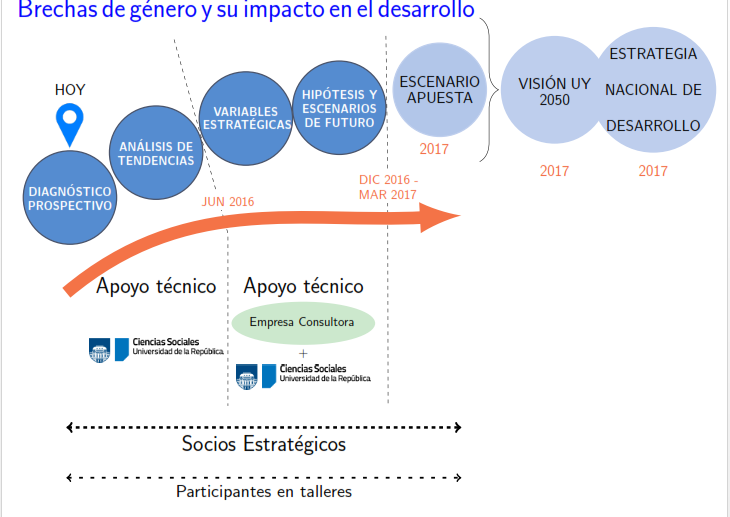 Brechas de género y su impacto en el desarrollo
HOY
DIAGNÓSTICO
PROSPECTIVO
ANÁLISIS DE
TENDENCIAS
VARIABLES
ESTRATÉGICAS
HIPÓTESIS Y
ESCENARIOS
DE FUTURO
ESCENARIO
APUESTA
2017
VISIÓN UY
2050
2017
ESTRATEGIA
NACIONAL DE
DESARROLLO
2017
JUN 2016
DIC 2016 -
MAR 2017
Apoyo técnico
Ciencias Sociales
Universidad de la República
Apoyo técnico
Empresa Consultora
+
Ciencias Sociales
Universidad de la República
Socios Estratégicos
Participantes en talleres